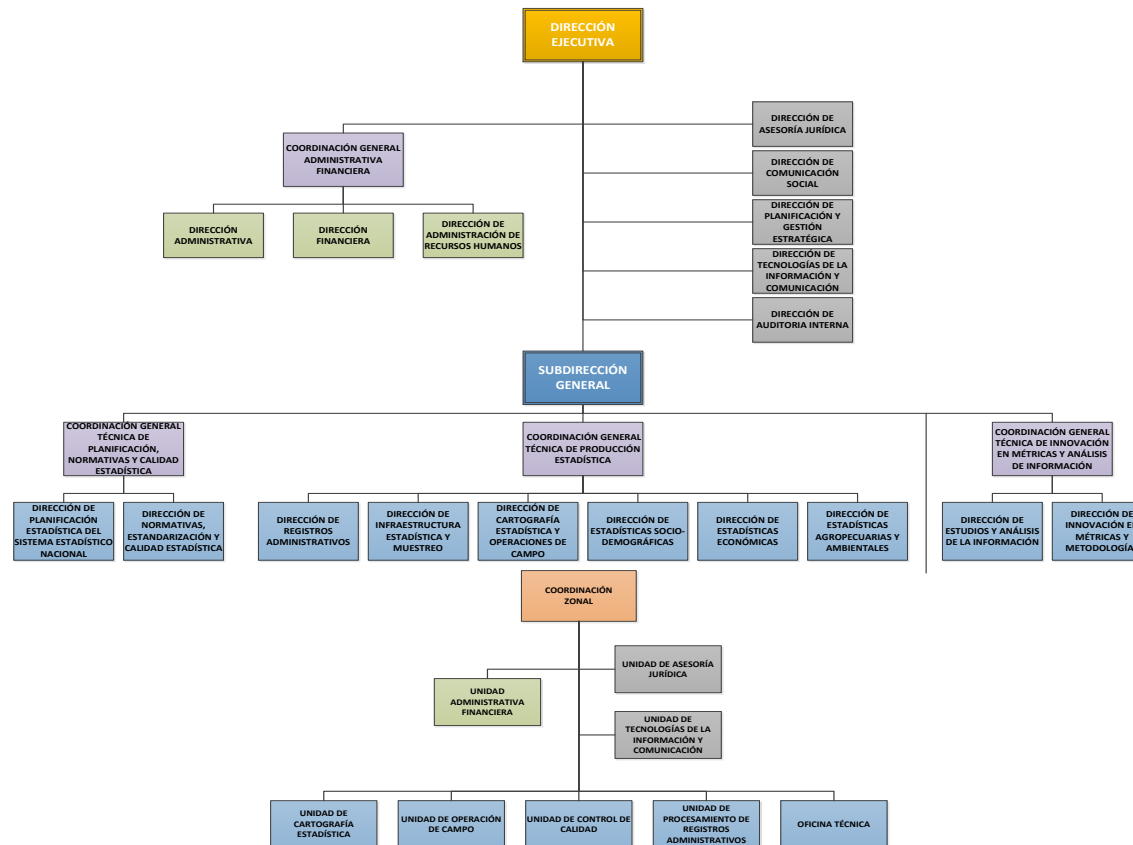 DIRECCIÓN
EJECUTIVA
DIRECCIÓN DE
ASESORÍA JURÍDICA
COORDINACIÓN GENERAL
ADMINISTRATIVA
FINANCIERA
DIRECCIÓN DE
COMUNICACIÓN
SOCIAL
DIRECCIÓN
ADMINISTRATIVA
DIRECCIÓN
FINANCIERA
DIRECCIÓN DE
ADMINISTRACIÓN DE
RECURSOS HUMANOS
DIRECCIÓN DE
PLANIFICACIÓN Y
GESTIÓN
ESTRATÉGICA
DIRECCIÓN DE
TECNOLOGÍAS DE LA
INFORMACIÓN Y
COMUNICACIÓN
DIRECCIÓN DE
AUDITORIA INTERNA
SUBDIRECCIÓN
GENERAL
COORDINACIÓN GENERAL
TÉCNICA DE
PLANIFICACIÓN,
NORMATIVAS Y CALIDAD
ESTADÍSTICA
COORDINACIÓN GENERAL
TÉCNICA DE PRODUCCIÓN
ESTADÍSTICA
COORDINACIÓN GENERAL
TÉCNICA DE INNOVACIÓN
EN MÉTRICAS Y ANÁLISIS
DE INFORMACIÓN
DIRECCIÓN DE
PLANIFICACIÓN
ESTADÍSTICA DEL
SISTEMA ESTADÍSTICO
NACIONAL
DIRECCIÓN DE
NORMATIVAS,
ESTANDARIZACIÓN Y
CALIDAD ESTADÍSTICA
DIRECCIÓN DE
REGISTROS
ADMINISTRATIVOS
DIRECCIÓN DE
INFRAESTRUCTURA
ESTADÍSTICA Y
MUESTREO
DIRECCIÓN DE
CARTOGRAFÍA
ESTADÍSTICA Y
OPERACIONES DE
CAMPO
DIRECCIÓN DE
ESTADÍSTICAS SOCIO-
DEMOGRÁFICAS
DIRECCIÓN DE
ESTADÍSTICAS
ECONÓMICAS
DIRECCIÓN DE
ESTADÍSTICAS
AGROPECUARIAS Y
AMBIENTALES
DIRECCIÓN DE
ESTUDIOS Y ANÁLISIS
DE LA INFORMACIÓN
DIRECCIÓN DE
INNOVACIÓN EN
MÉTRICAS Y
METODOLOGÍA
COORDINACIÓN
ZONAL
UNIDAD DE ASESORÍA
JURÍDICA
UNIDAD
ADMINISTRATIVA
FINANCIERA
UNIDAD DE
TECNOLOGÍAS DE LA
INFORMACIÓN Y
COMUNICACIÓN
UNIDAD DE
CARTOGRAFÍA
ESTADÍSTICA
UNIDAD DE OPERACIÓN
DE CAMPO
UNIDAD DE CONTROL DE
CALIDAD
UNIDAD DE
PROCESAMIENTO DE
REGISTROS
ADMINISTRATIVOS
OFICINA TÉCNICA